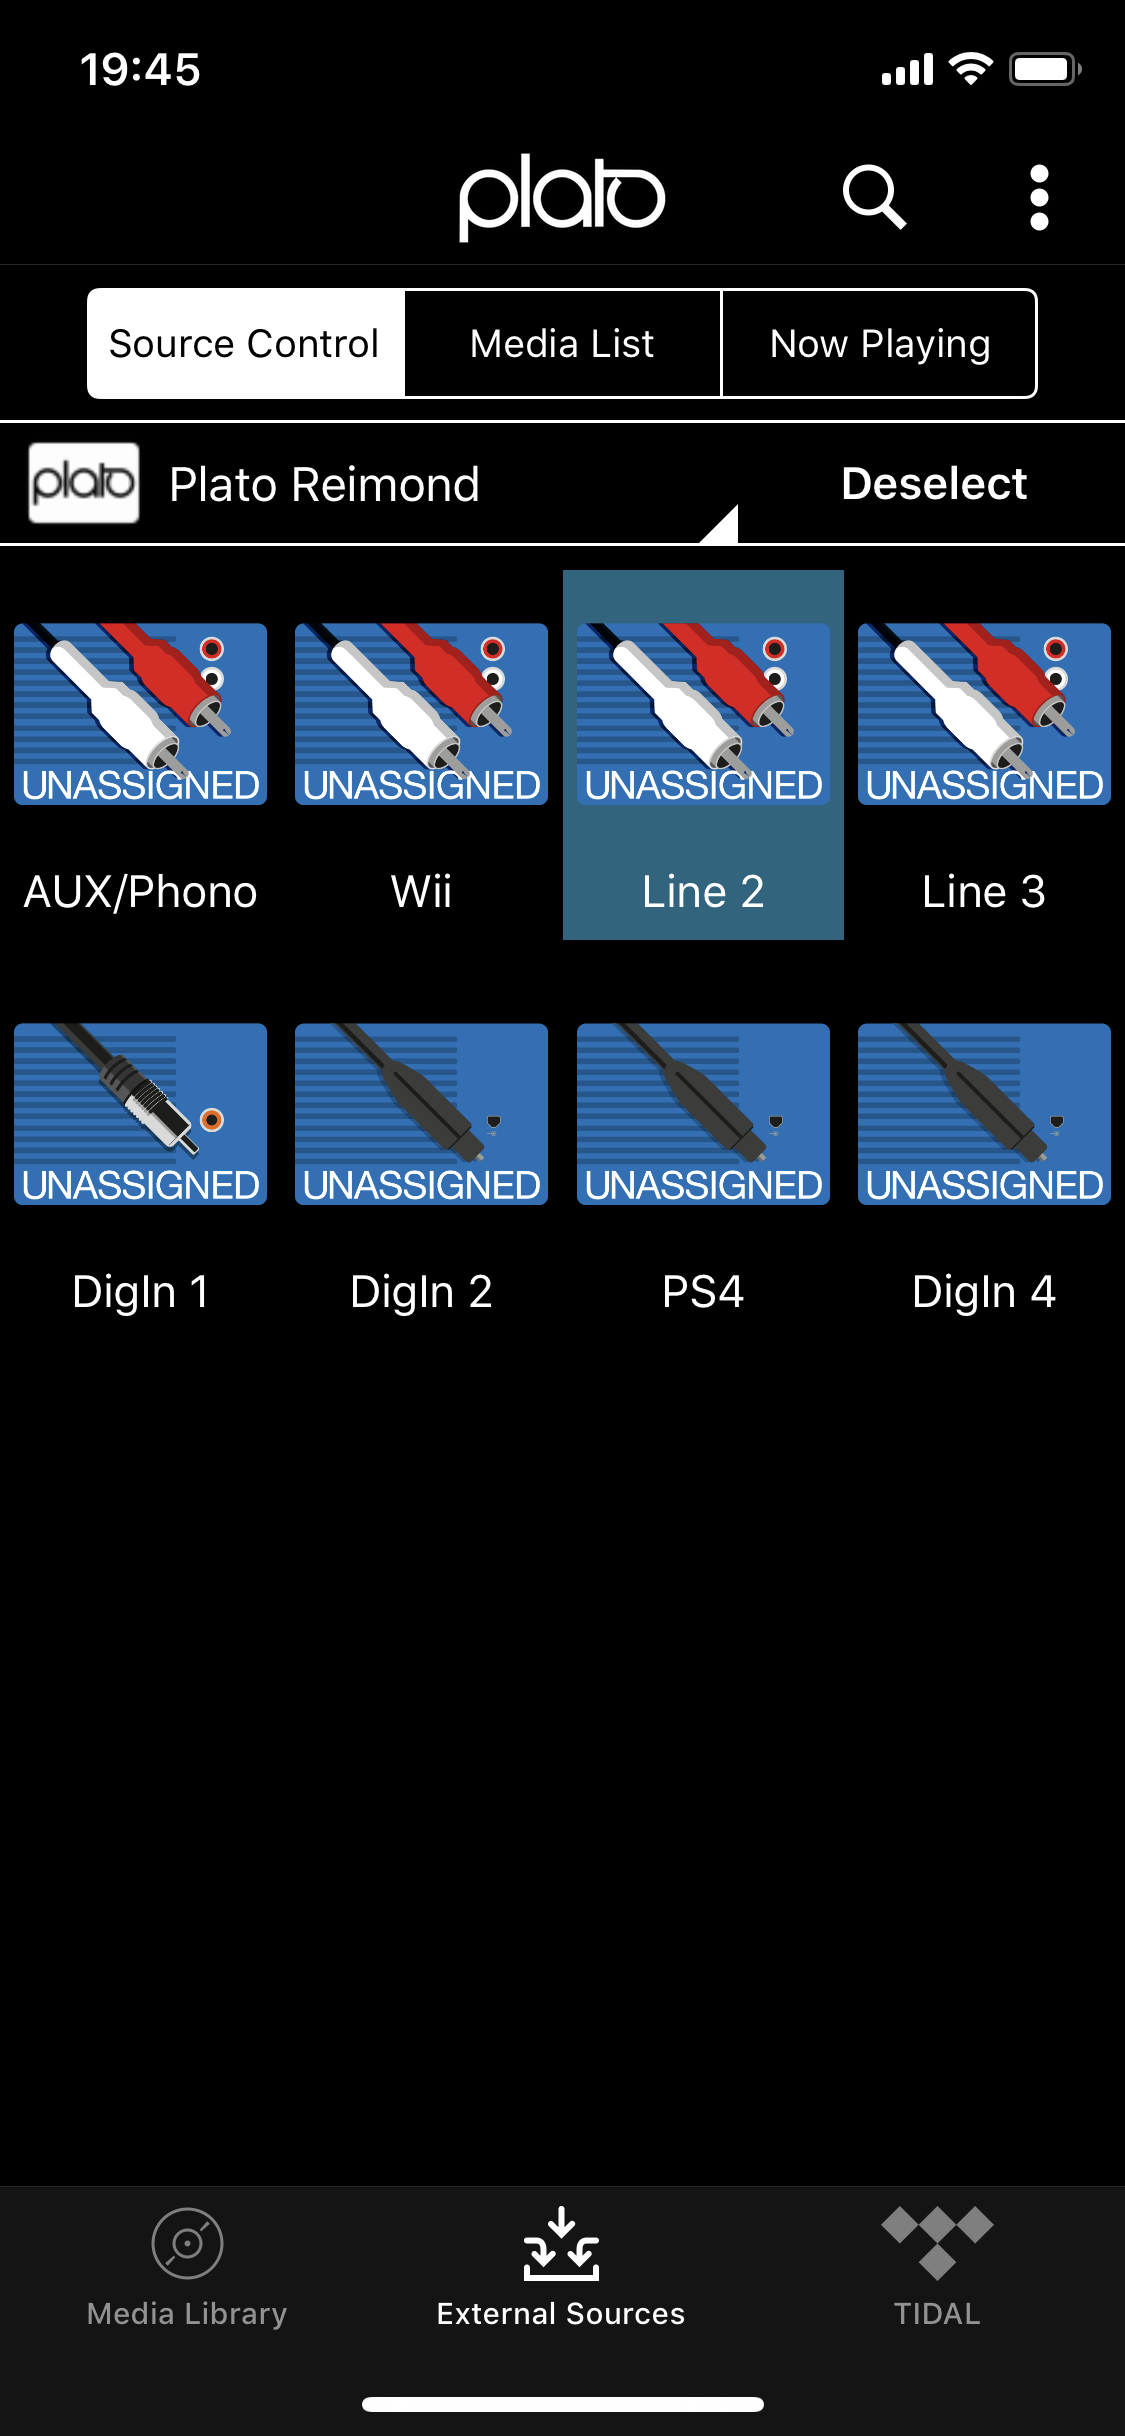 19:45
plato
Source Control Media List Now Playing
plato Plato Reimond Deselect
UNASSIGNED UNASSIGNED UNASSIGNED UNASSIGNED
AUX/Phono Wii Line 2 Line 3
UNASSIGNED UNASSIGNED UNASSIGNED UNASSIGNED
DigIn 1 DigIn 2 PS4 DigIn 4
Media Library External Sources TIDAL